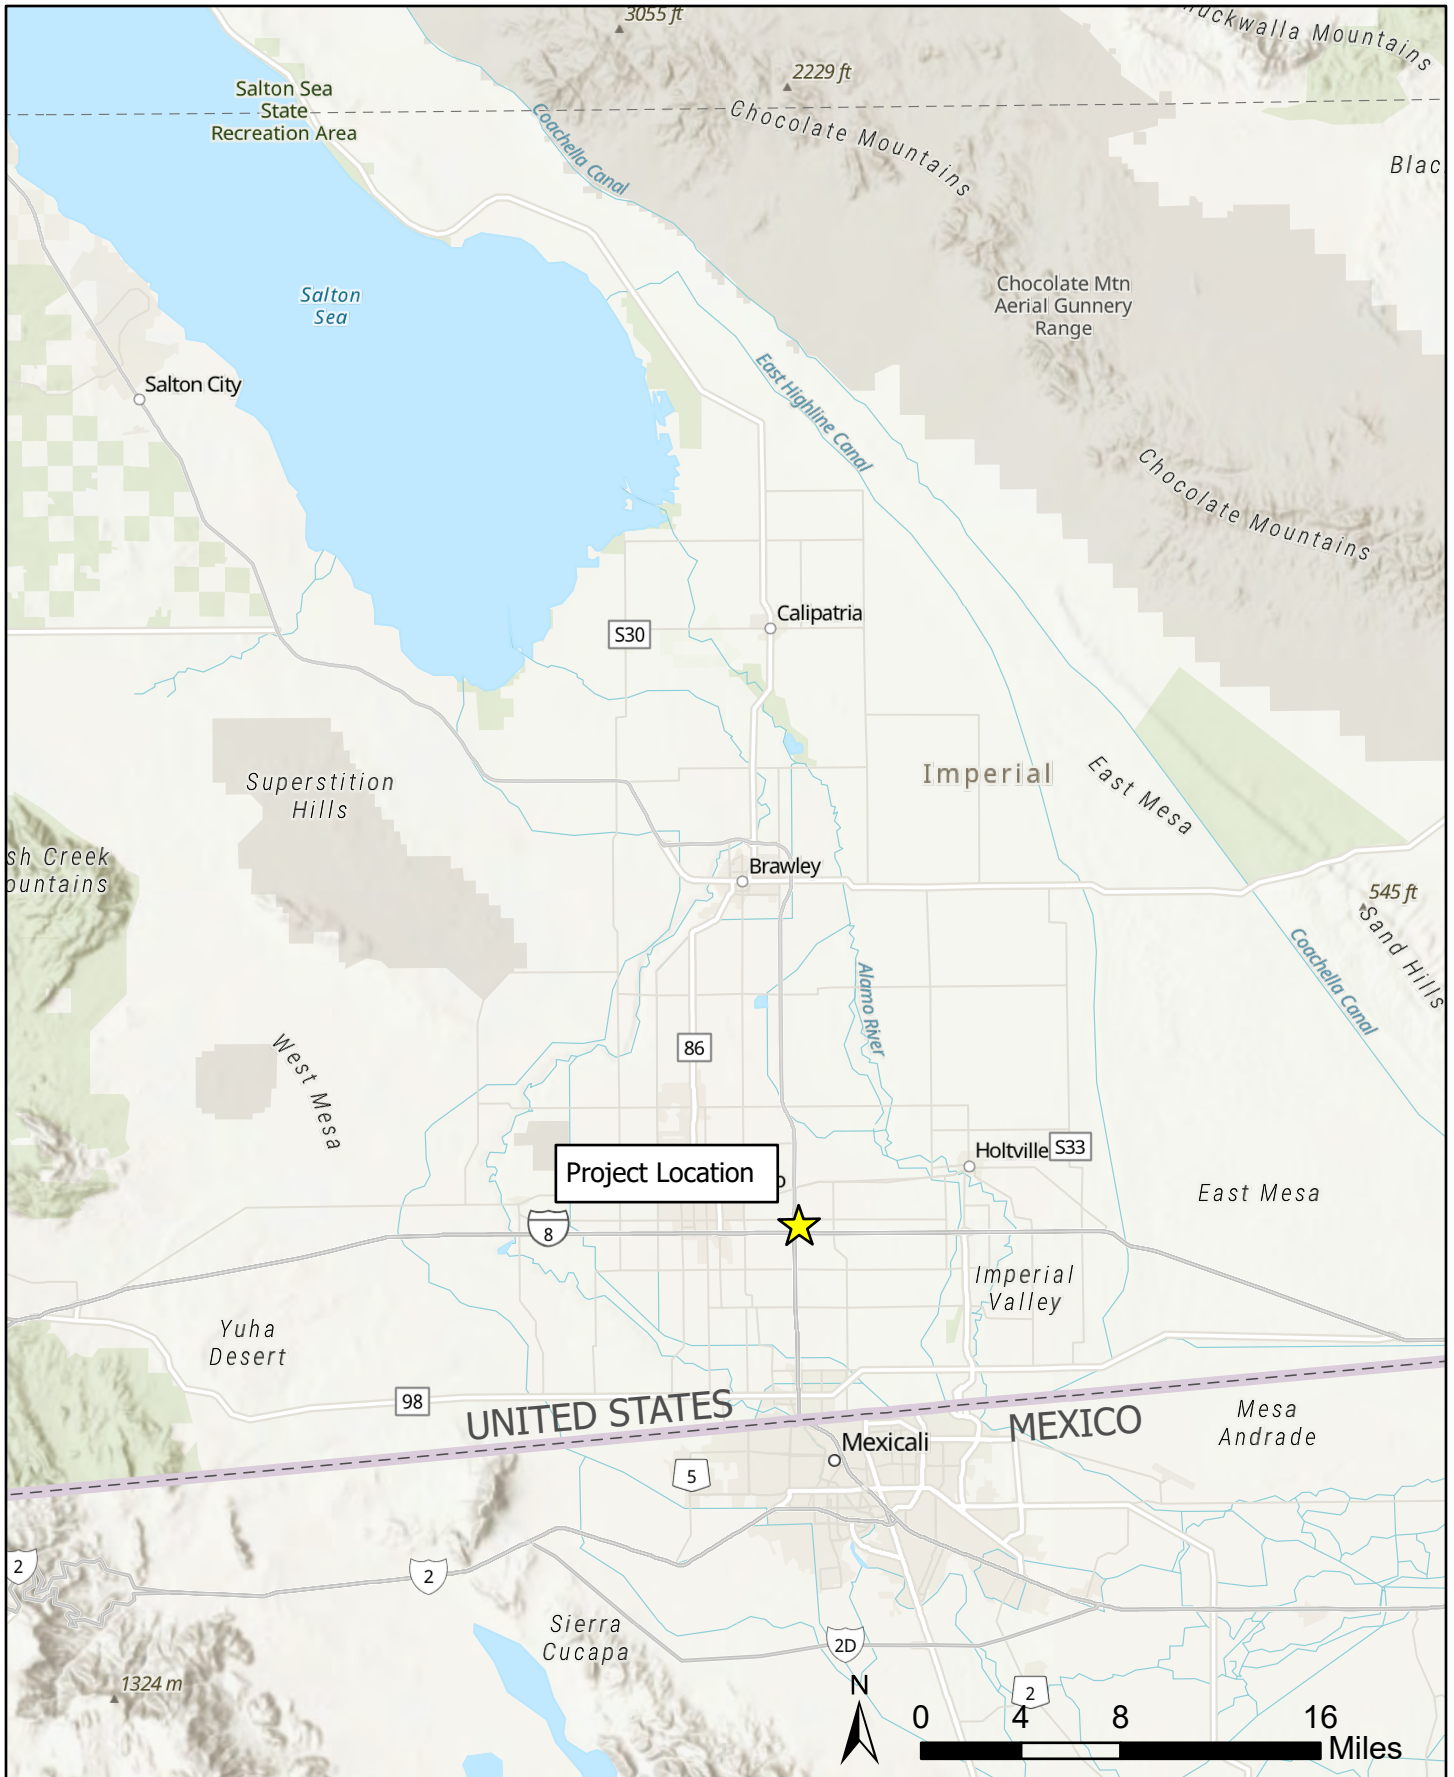 3055 ft
uckwalla Mountains
2229 ft
Salton Sea
State
Recreation Area
Coachella Canal
Chocolate Mountains
Blac
Chocolate Mtn
Aerial Gunnery
Range
Salton
Sea
Salton City
East Highline Canal
Chocolate Mountains
Calipatria
S30
Imperial
East Mesa
Superstition
Hills
sh Creek
ountains
Brawley
545 ft
Sand Hills
Coachella Canal
Alamo River
86
West Mesa
Holtville
S33
Project Location
o
East Mesa
8
Imperial
Valley
Yuha
Desert
98
UNITED STATES
MEXICO
Mesa
Andrade
Mexicali
5
2
2
Sierra
Cucapa
2D
1324 m
N
2
0 4 8 16
Miles